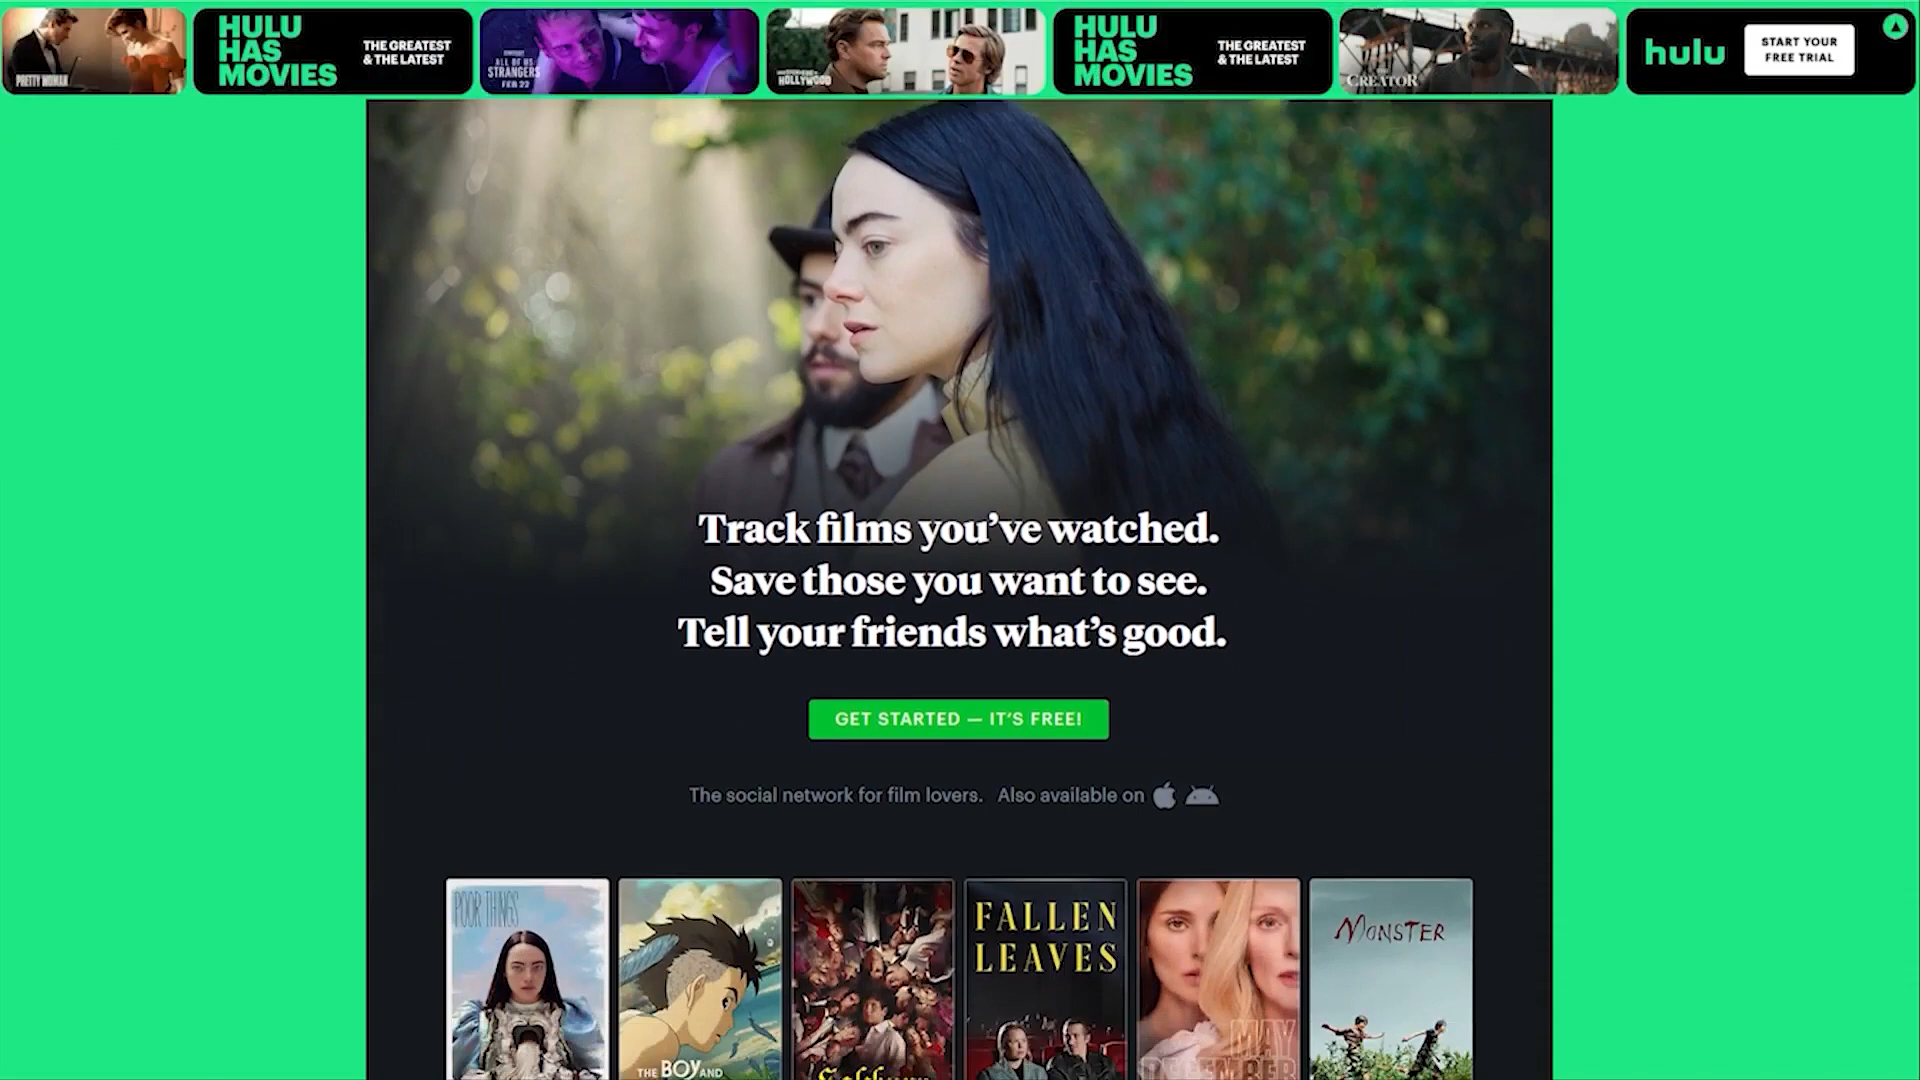 PRETTY WOMAN
HULU
HAS
MOVIES
THE GREATEST
& THE LATEST
ALL OF US
STRANGERS
FEB 22
HOLLYWOOD
HULU
HAS
MOVIES
THE GREATEST
& THE LATEST
CREATOR
hulu
START YOUR
FREE TRIAL
Track films you’ve watched.
Save those you want to see.
Tell your friends what’s good.
GET STARTED — IT’S FREE!
The social network for film lovers. Also available on
POOR THINGS
THE BOY AND
FALLEN
LEAVES
MAY
DECEMBER
MONSTER